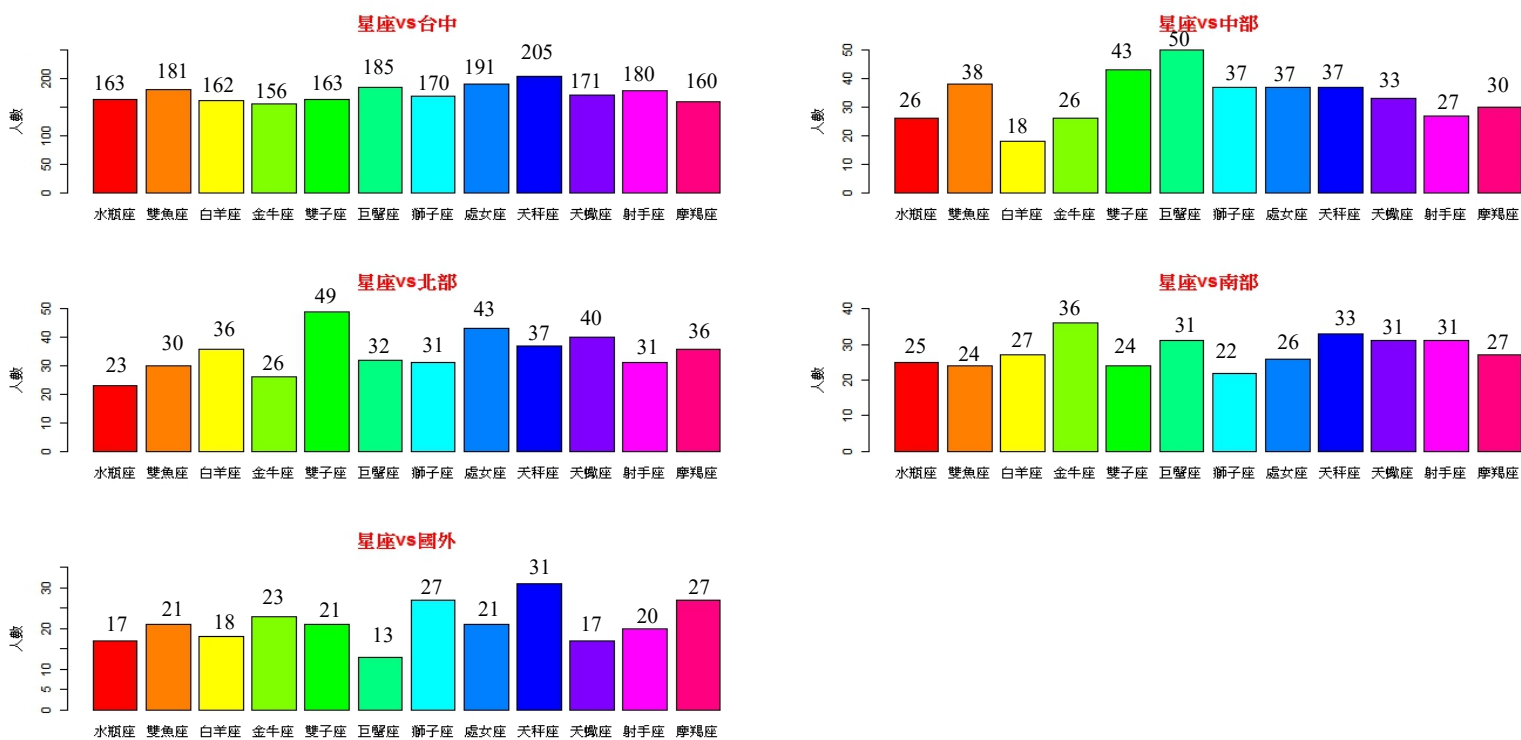 星座vs台中
人數
0 50 100 200
163 181 162 156 163 185 170 191 205 171 180 160
水瓶座 雙魚座 白羊座 金牛座 雙子座 巨蟹座 獅子座 處女座 天秤座 天蠍座 射手座 摩羯座
星座vs中部
人數
0 10 20 30 40 50
26 38 18 26 43 50 37 37 37 33 27 30
水瓶座 雙魚座 白羊座 金牛座 雙子座 巨蟹座 獅子座 處女座 天秤座 天蠍座 射手座 摩羯座
星座vs北部
人數
0 10 20 30 40 50
23 30 36 26 49 32 31 43 37 40 31 36
水瓶座 雙魚座 白羊座 金牛座 雙子座 巨蟹座 獅子座 處女座 天秤座 天蠍座 射手座 摩羯座
星座vs南部
人數
0 10 20 30 40
25 24 27 36 24 31 22 26 33 31 31 27
水瓶座 雙魚座 白羊座 金牛座 雙子座 巨蟹座 獅子座 處女座 天秤座 天蠍座 射手座 摩羯座
星座vs國外
人數
0 5 10 20 30
17 21 18 23 21 13 27 21 31 17 20 27
水瓶座 雙魚座 白羊座 金牛座 雙子座 巨蟹座 獅子座 處女座 天秤座 天蠍座 射手座 摩羯座